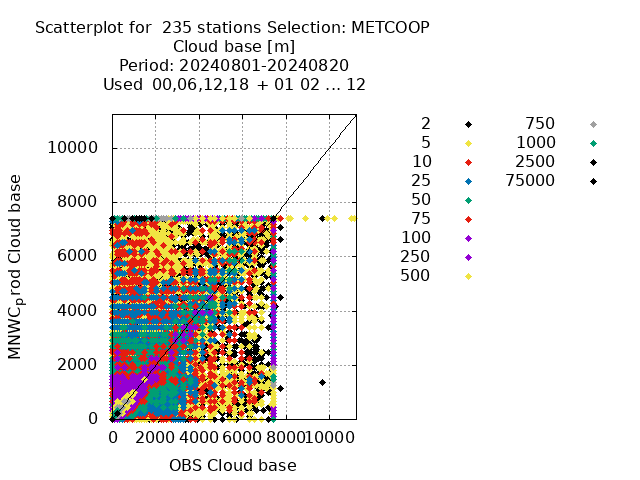 Scatterplot for 235 stations Selection: METCOOP
Cloud base [m]
Period: 20240801-20240820
Used 00,06,12,18 + 01 02 ... 12
MNWC_prod Cloud base
10000
8000
6000
4000
2000
0
0 2000 4000 6000 8000 10000
OBS Cloud base
2
5
10
25
50
75
100
250
500
750
1000
2500
75000